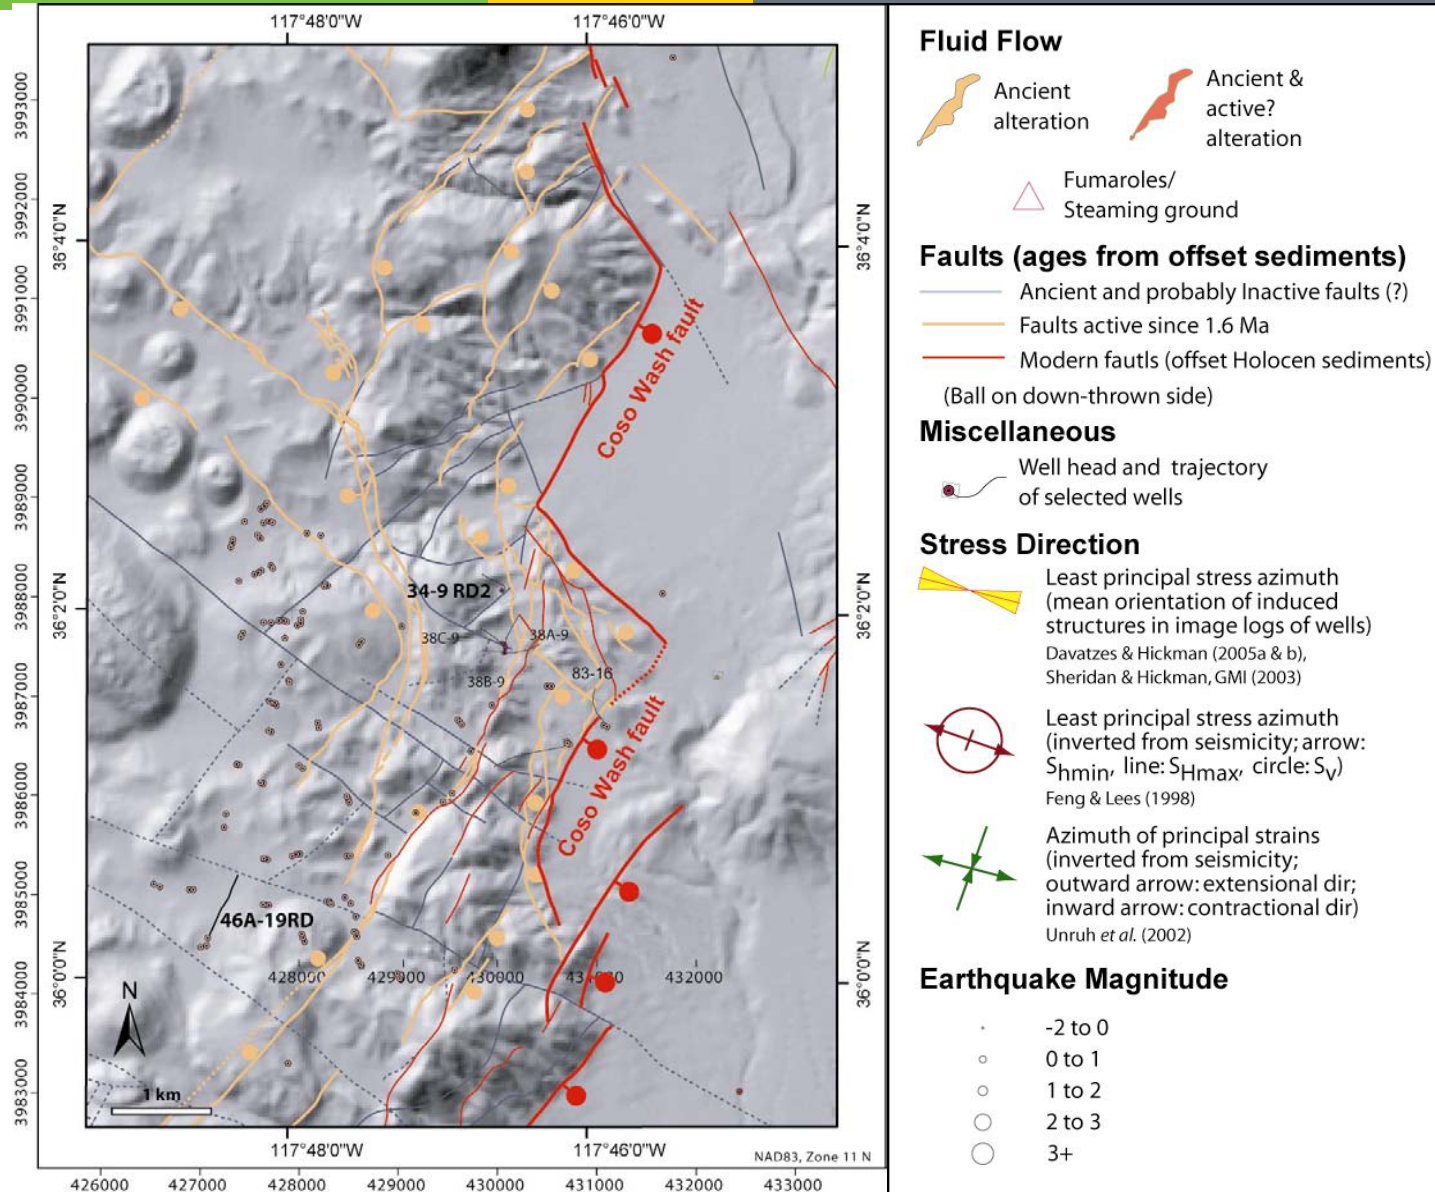 117°48'0"W
117°46'0"W
3993000
3992000
3991000
3990000
3989000
3988000
3987000
3986000
3985000
3984000
3983000
36°4'0"N
36°2'0"N
36°0'0"N
36°4'0"N
36°2'0"N
36°0'0"N
Coso Wash fault
34-9 RD2
38C-9
38A-9
38B-9
83-16
Coso Wash fault
46A-19RD
428000
429000
430000
432000
N
1 km
117°48'0"W
117°46'0"W
NAD83, Zone 11 N
426000
427000
428000
429000
430000
431000
432000
433000
Fluid Flow
Ancient
alteration
Ancient &
active?
alteration
Fumaroles/
Steaming ground
Faults (ages from offset sediments)
Ancient and probably Inactive faults (?)
Faults active since 1.6 Ma
Modern fautls (offset Holocen sediments)
(Ball on down-thrown side)
Miscellaneous
Well head and trajectory
of selected wells
Stress Direction
Least principal stress azimuth
(mean orientation of induced
structures in image logs of wells)
Davatzes & Hickman (2005a & b),
Sheridan & Hickman, GMI (2003)
Least principal stress azimuth
(inverted from seismicity; arrow:
Shmin, line: SHmax, circle: Sv)
Feng & Lees (1998)
Azimuth of principal strains
(inverted from seismicity;
outward arrow: extensional dir;
inward arrow: contractional dir)
Unruh et al. (2002)
Earthquake Magnitude
-2 to 0
0 to 1
1 to 2
2 to 3
3+